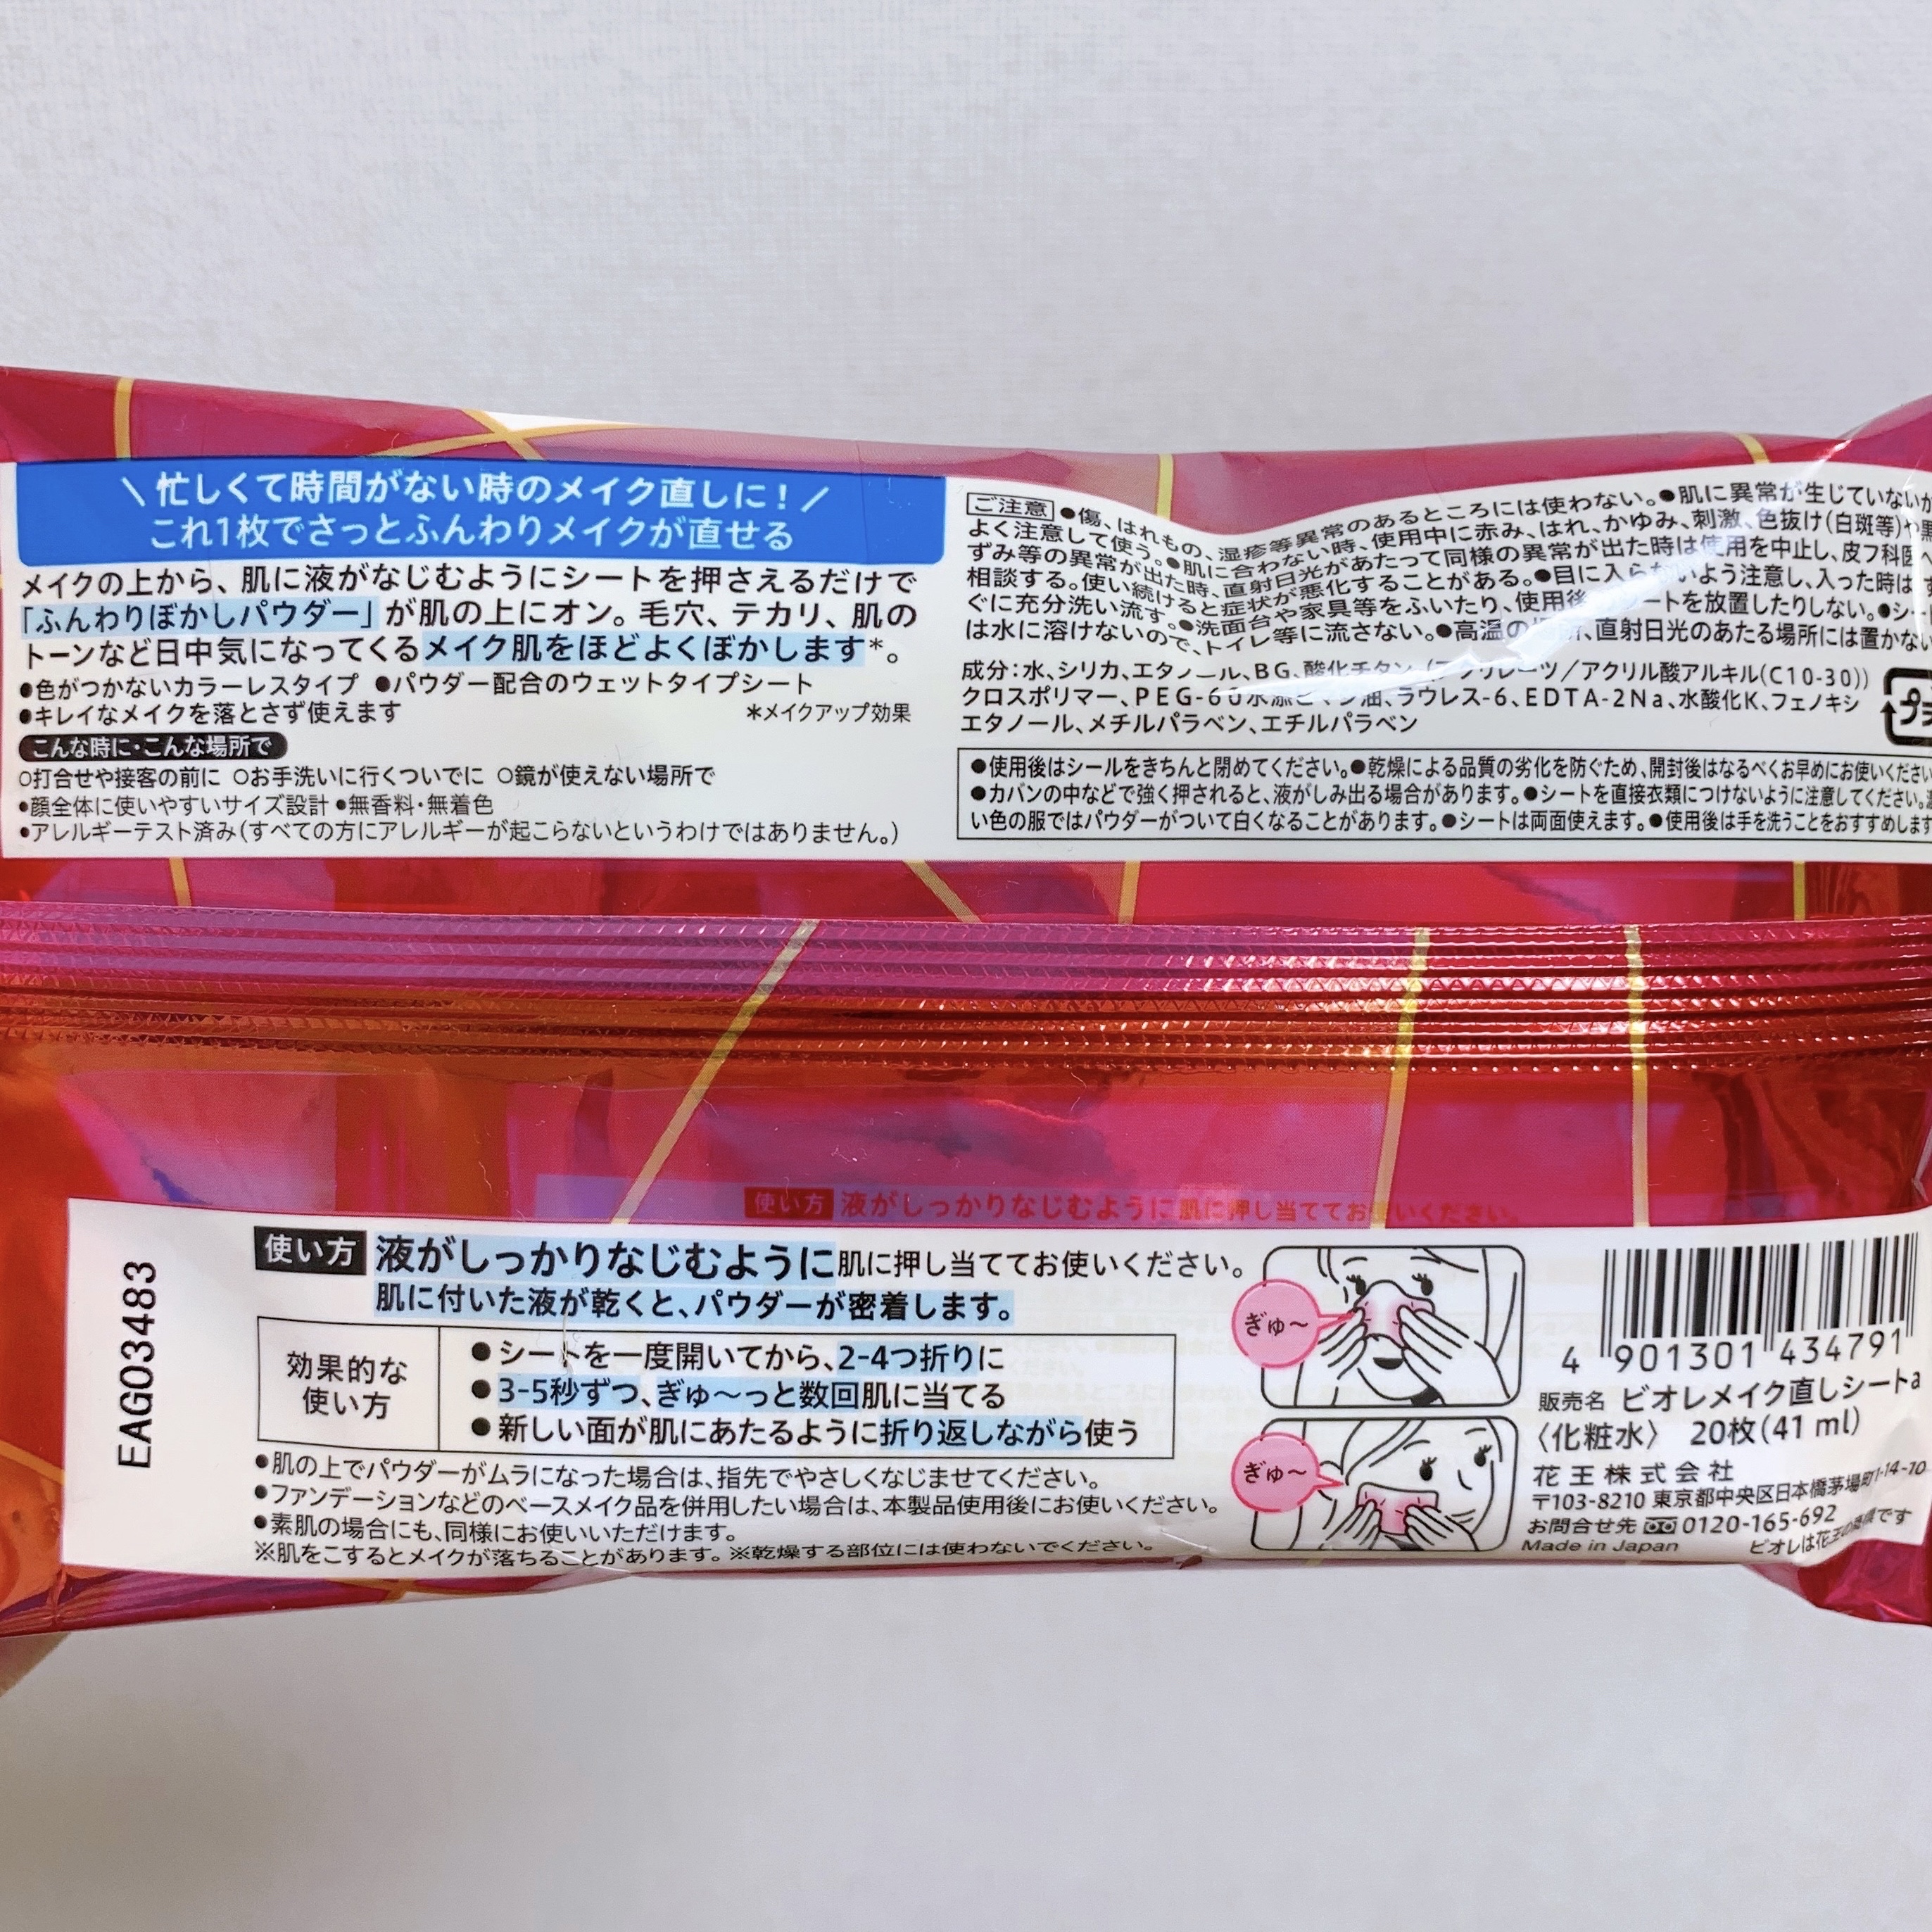 \ 忙しくて時間がない時のメイク直しに! /
これ1枚でさっとふんわりメイクが直せる
メイクの上から、肌に液がなじむようにシートを押さえるだけで
「ふんわりぼかしパウダー」が肌の上にオン。毛穴、テカリ、肌の
トーンなど日中気になってくるメイク肌をほどよくぼかします*。
●色がつかないカラーレスタイプ ●パウダー配合のウェットタイプシート
●キレイなメイクを落とさず使えます *メイクアップ効果
こんな時に・こんな場所で
○打合せや接客の前に ○お手洗いに行くついでに ○鏡が使えない場所で
●顔全体に使いやすいサイズ設計 ●無香料・無着色
●アレルギーテスト済み(すべての方にアレルギーが起こらないというわけではありません。)
ご注意 ●傷、はれもの、湿疹等異常のあるところには使わない。●肌に異常が生じていないか
よく注意して使う。●肌に合わない時、使用中に赤み、はれ、かゆみ、刺激、色抜け(白斑等)や黒
ずみ等の異常が出た時、直射日光があたって同様の異常が出た時は使用を中止し、皮フ科医へ
相談する。使い続けると症状が悪化することがある。●目に入らないよう注意し、入った時はす
ぐに充分洗い流す。●洗面台や家具等をふいたり、使用後 ートを放置したりしない。●シー
は水に溶けないので、トイレ等に流さない。●高温の 、直射日光のあたる場所には置かない
成分:水、シリカ、エタノール、BG、酸化チタン、 レーツ/アクリル酸アルキル(C10-30))
クロスポリマー、PEG-60水添 油、ラウレス-6、EDTA-2Na、水酸化K、フェノキシ
エタノール、メチルパラベン、エチルパラベン
プラ
●使用後はシールをきちんと閉めてください。●乾燥による品質の劣化を防ぐため、開封後はなるべくお早めにお使いください
●カバンの中などで強く押されると、液がしみ出る場合があります。●シートを直接衣類につけないように注意してください。
い色の服ではパウダーがついて白くなることがあります。●シートは両面使えます。●使用後は手を洗うことをおすすめします
使い方 液がしっかりなじむように肌に押し当ててお使いください。
EAG03483
使い方 液がしっかりなじむように肌に押し当ててお使いください。
肌に付いた液が乾くと、パウダーが密着します。
効果的な
使い方
●シートを一度開いてから、2-4つ折りに
●3-5秒ずつ、ぎゅ〜っと数回肌に当てる
●新しい面が肌にあたるように折り返しながら使う
●肌の上でパウダーがムラになった場合は、指先でやさしくなじませてください。
●ファンデーションなどのベースメイク品を併用したい場合は、本製品使用後にお使いください。
●素肌の場合にも、同様にお使いいただけます。
※肌をこするとメイクが落ちることがあります。※乾燥する部位には使わないでください。
ぎゅ〜
ぎゅ〜
4 901301 434791
販売名 ビオレメイク直しシートa
〈化粧水〉 20枚(41 ml)
花王株式会社
〒103-8210 東京都中央区日本橋茅場町1-14-10
お問合せ先 0120-165-692
Made in Japan ビオレは花王の商標です